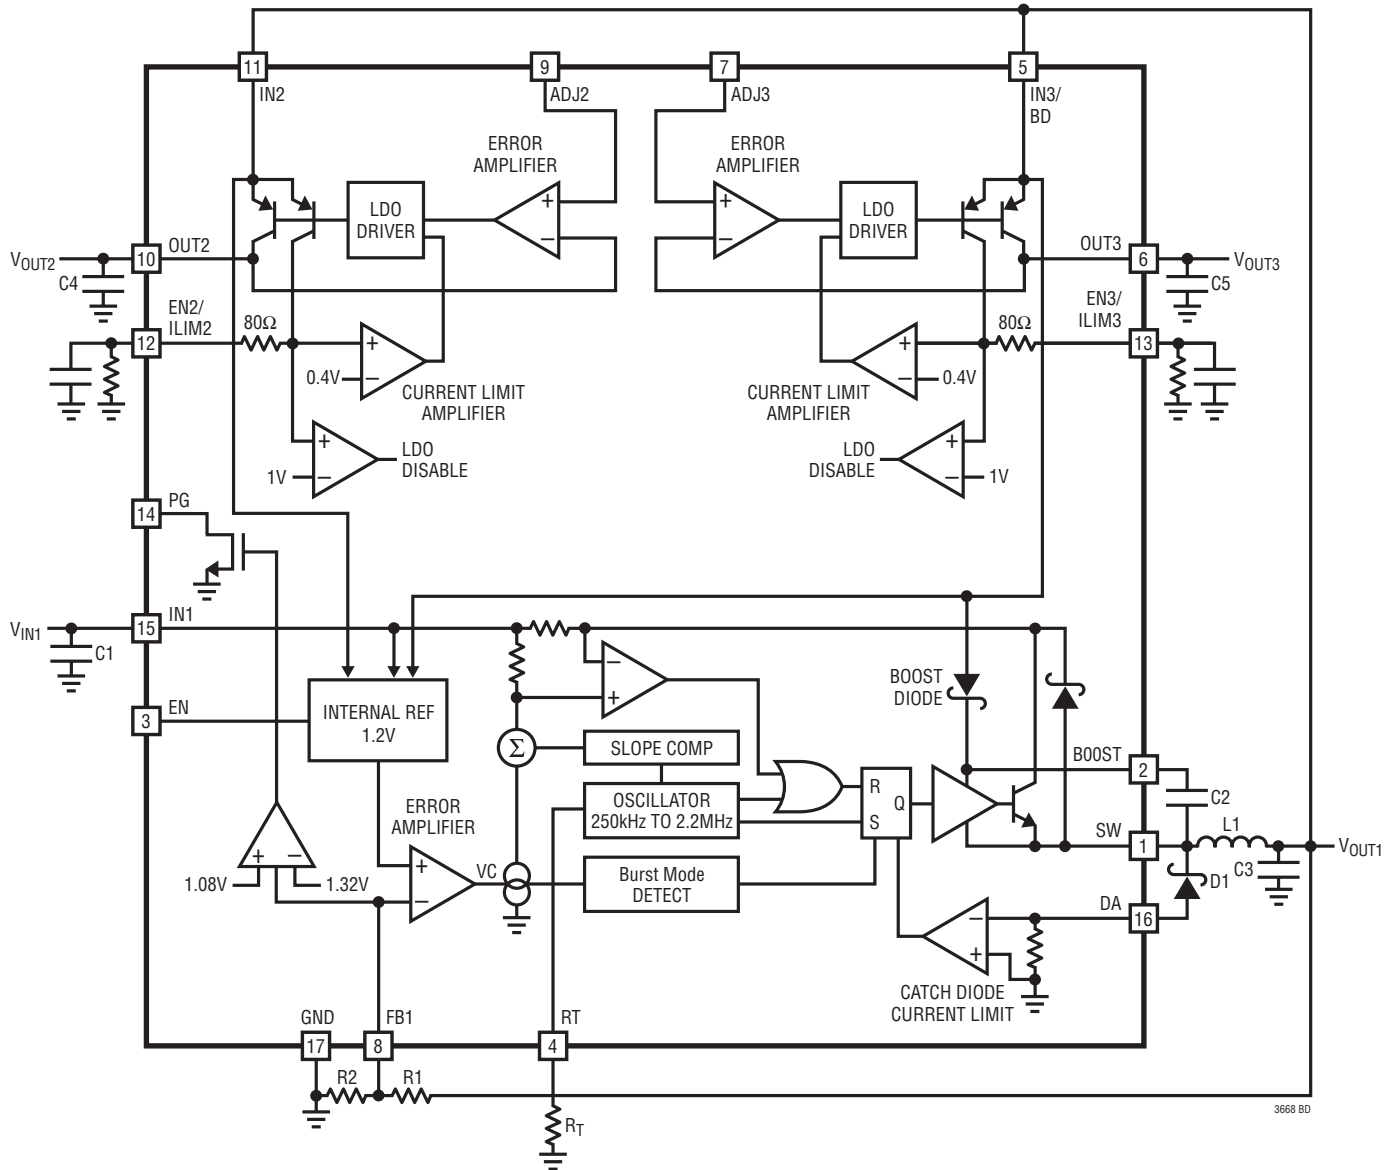 11
9
7
5
IN2
ADJ2
ADJ3
IN3/
BD
ERROR
AMPLIFIER
ERROR
AMPLIFIER
LDO
DRIVER
+
−
+
−
LDO
DRIVER
VOUT2
10
OUT2
OUT3
6
VOUT3
C4
C5
EN2/
ILIM2
EN3/
ILIM3
12
80Ω
80Ω
13
+
−
0.4V
+
−
0.4V
CURRENT LIMIT
AMPLIFIER
CURRENT LIMIT
AMPLIFIER
+
−
1V
LDO
DISABLE
LDO
DISABLE
+
−
1V
14
PG
VIN1
15
IN1
C1
3
EN
INTERNAL REF
1.2V
−
+
BOOST
DIODE
Σ
SLOPE COMP
OSCILLATOR
250kHz TO 2.2MHz
R
S
Q
B00ST
2
C2
SW
1
L1
VOUT1
C3
D1
ERROR
AMPLIFIER
+
−
1.08V
1.32V
+
−
VC
Burst Mode
DETECT
−
+
DA
16
CATCH DIODE
CURRENT LIMIT
GND
FB1
RT
17
8
4
R2
R1
RT
3668 BD